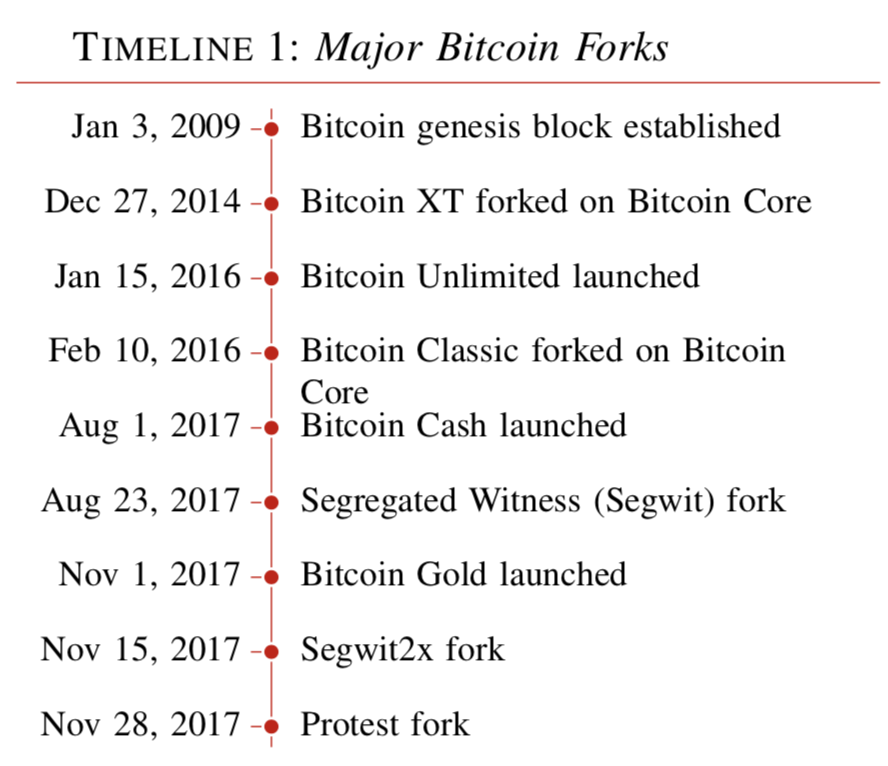 TIMELINE 1: Major Bitcoin Forks
Jan 3, 2009 Bitcoin genesis block established
Dec 27, 2014 Bitcoin XT forked on Bitcoin Core
Jan 15, 2016 Bitcoin Unlimited launched
Feb 10, 2016 Bitcoin Classic forked on Bitcoin
Core
Aug 1, 2017 Bitcoin Cash launched
Aug 23, 2017 Segregated Witness (Segwit) fork
Nov 1, 2017 Bitcoin Gold launched
Nov 15, 2017 Segwit2x fork
Nov 28, 2017 Protest fork